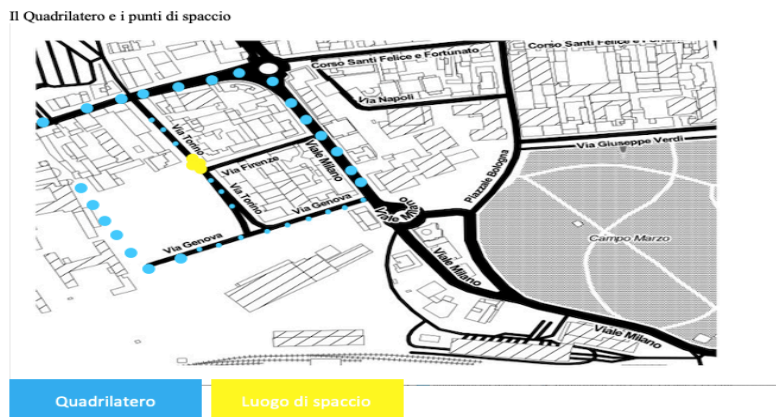 Il Quadrilatero e i punti di spaccio
Corso Santi Felice e Fortunato
Corso Santi Felice e Fortunato
Via Napoli
Via Torino
Via Firenze
Viale Milano
Via Giuseppe Verdi
Piazzale Bologna
Via Torino
Via Genova
Viale Milano
Via Genova
Campo Marzo
Viale Milano
Viale Milano
Quadrilatero
Luogo di spaccio